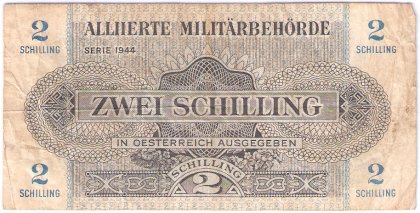 2 ALLIIERTE MILITÄRBEHÖRDE 2
SCHILLING SERIE 1944 SCHILLING
ZWEI SCHILLING
IN OESTERREICH AUSGEGEBEN
2 SCHILLING 2
SCHILLING 2 SCHILLING